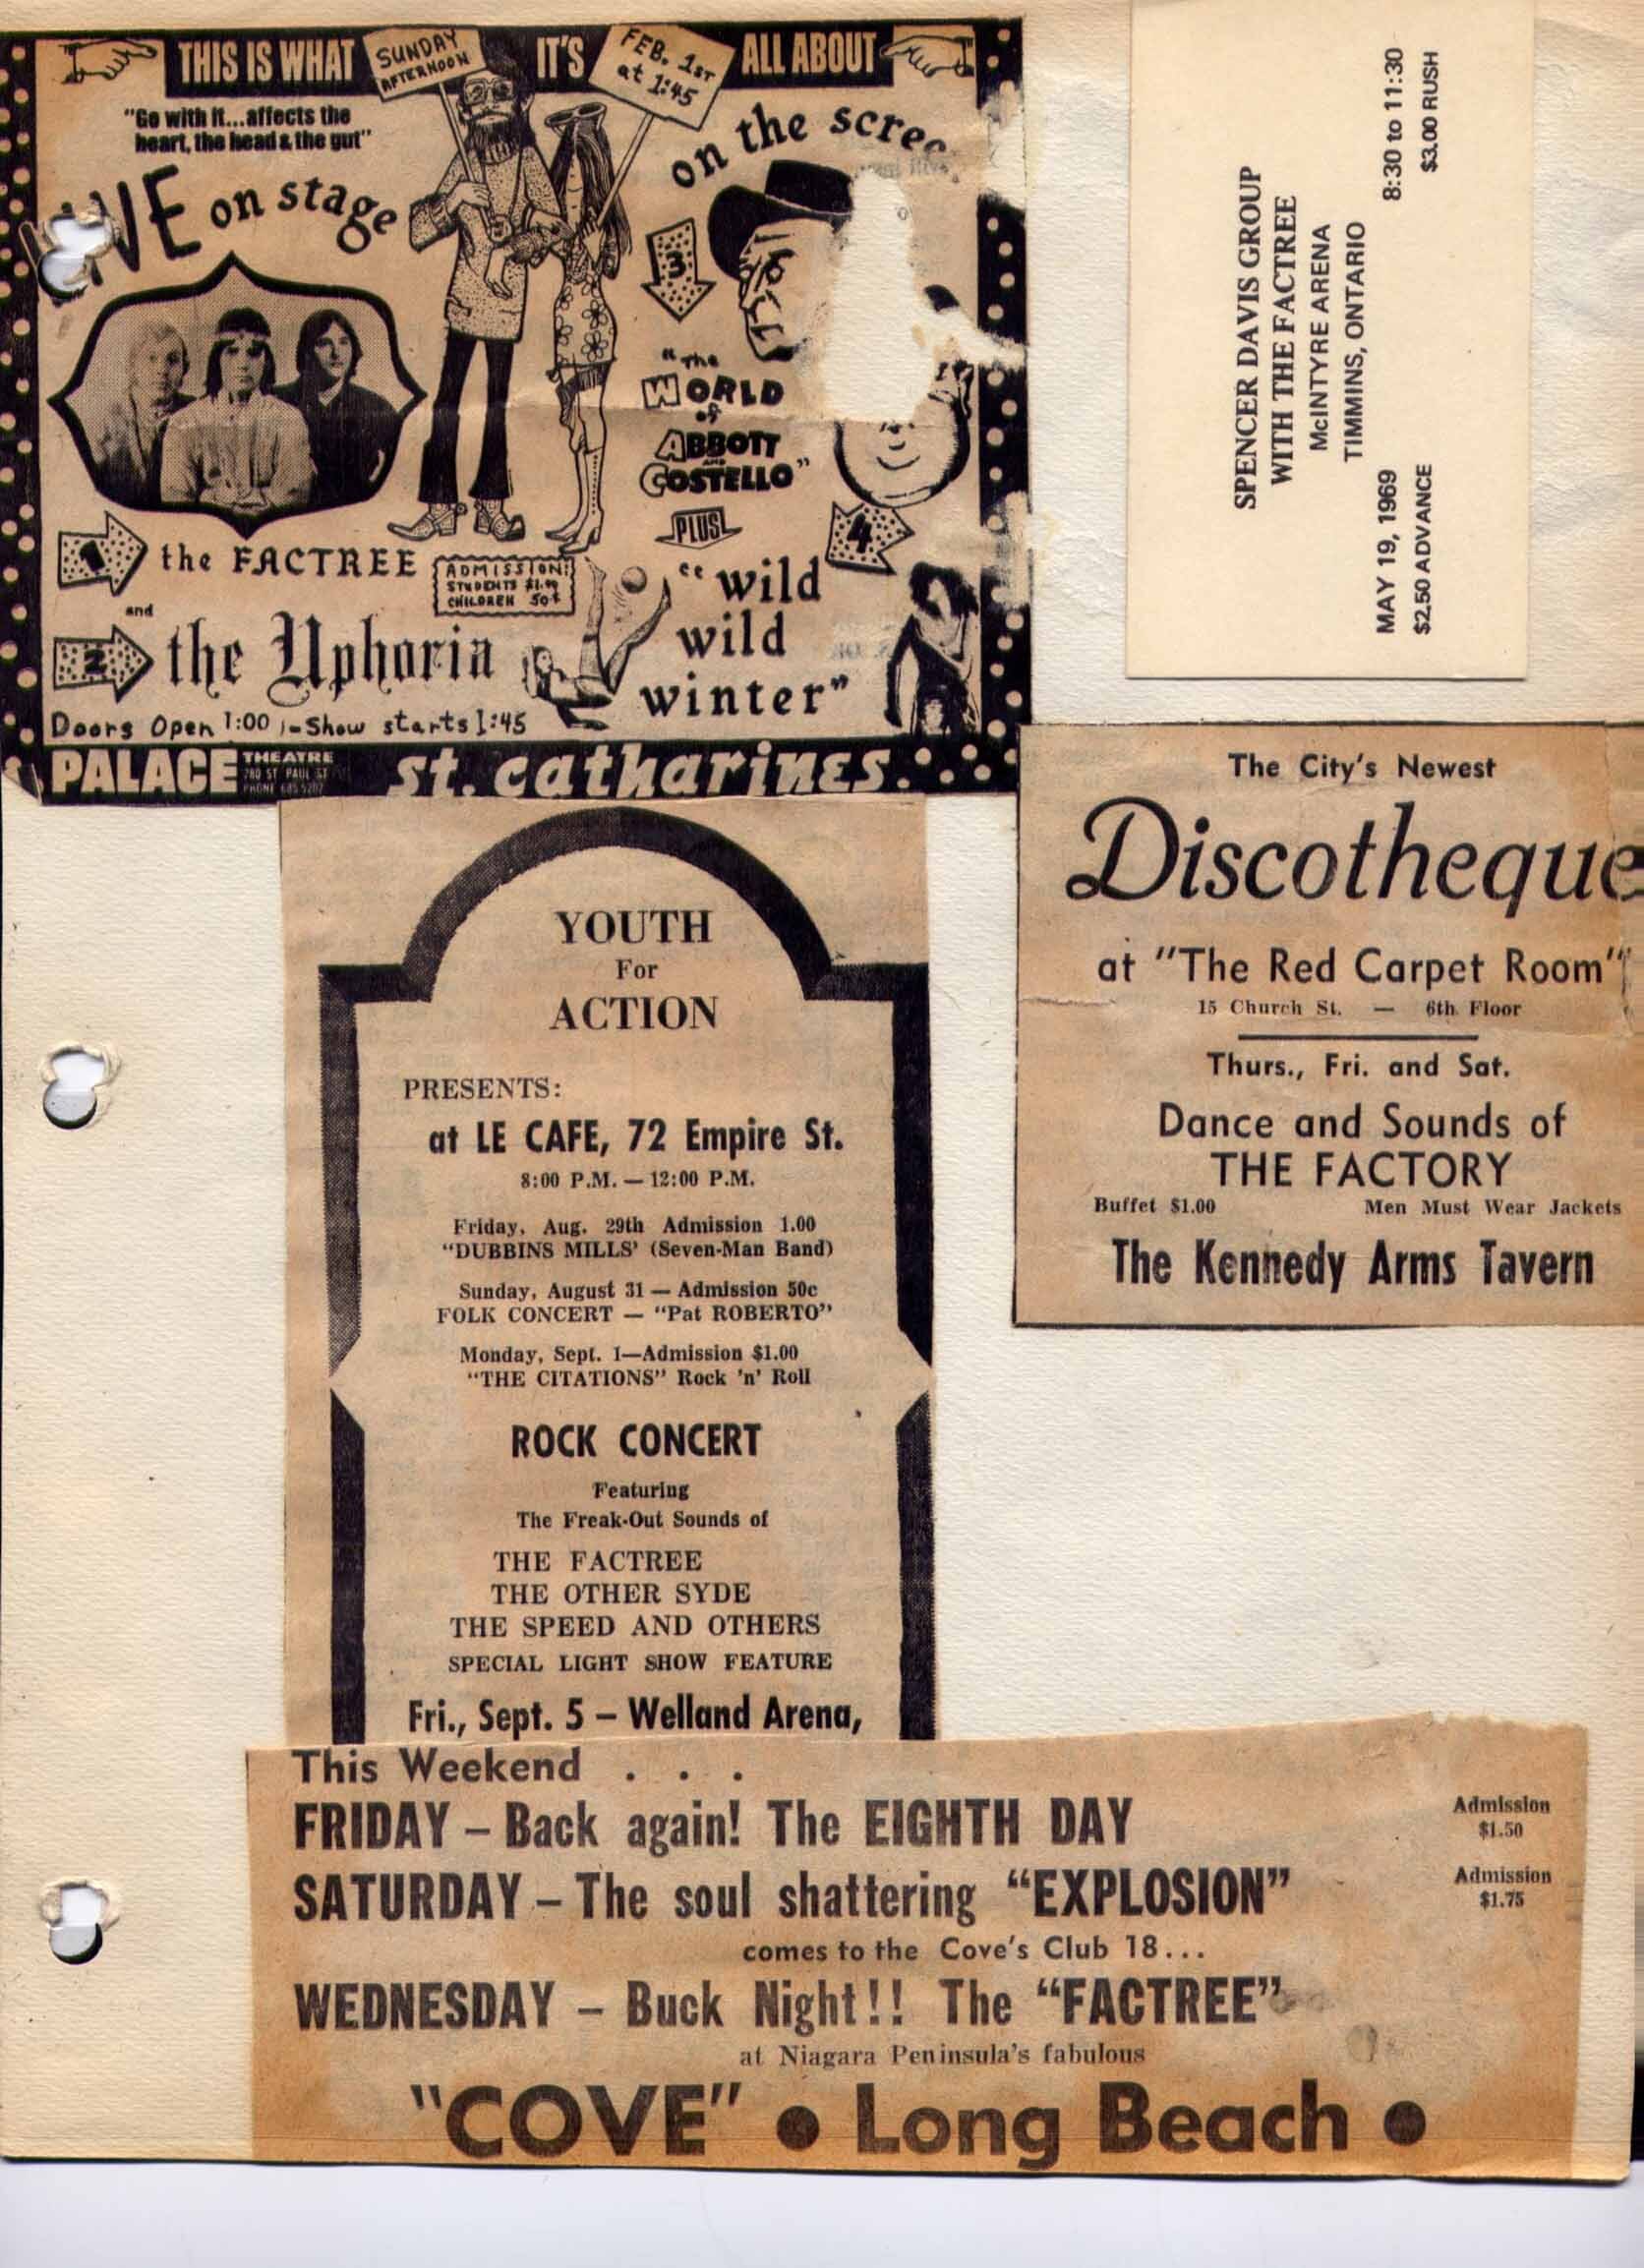 THIS IS WHAT IT'S ALL ABOUT
SUNDAY
AFTERNOON
FEB. 1ST
at 1:45
"Go with it...affects the
heart, the head & the gut"
on stage
on the
3
"The
WORLD
of
ABBOTT
AND
COSTELLO"
PLUS
4
"wild
wild
winter"
1
the FACTREE
ADMISSION:
STUDENTS $1.00
CHILDREN 50¢
and
2
the Uphoria
Doors Open 1:00 - Show starts 1:45
PALACE THEATRE
280 ST PAUL ST
st. catharines
SPENCER DAVIS GROUP
WITH THE FACTREE
McINTYRE ARENA
TIMMINS, ONTARIO
MAY 19, 1969 8:30 to 11:30
$2.50 ADVANCE $3.00 RUSH
The City's Newest
Discotheque
at "The Red Carpet Room"
15 Church St. — 6th Floor
Thurs., Fri. and Sat.
Dance and Sounds of
THE FACTORY
Buffet $1.00 Men Must Wear Jackets
The Kennedy Arms Tavern
YOUTH
For
ACTION
PRESENTS:
at LE CAFE, 72 Empire St.
8:00 P.M. — 12:00 P.M.
Friday, Aug. 29th Admission 1.00
"DUBBINS MILLS' (Seven-Man Band)
Sunday, August 31 — Admission 50c
FOLK CONCERT — "Pat ROBERTO"
Monday, Sept. 1—Admission $1.00
"THE CITATIONS" Rock 'n' Roll
ROCK CONCERT
Featuring
The Freak-Out Sounds of
THE FACTREE
THE OTHER SYDE
THE SPEED AND OTHERS
SPECIAL LIGHT SHOW FEATURE
Fri., Sept. 5 – Welland Arena,
This Weekend . . .
FRIDAY – Back again! The EIGHTH DAY
Admission
$1.50
SATURDAY – The soul shattering "EXPLOSION"
Admission
$1.75
comes to the Cove's Club 18...
WEDNESDAY – Buck Night!! The "FACTREE"
at Niagara Peninsula's fabulous
"COVE" • Long Beach •